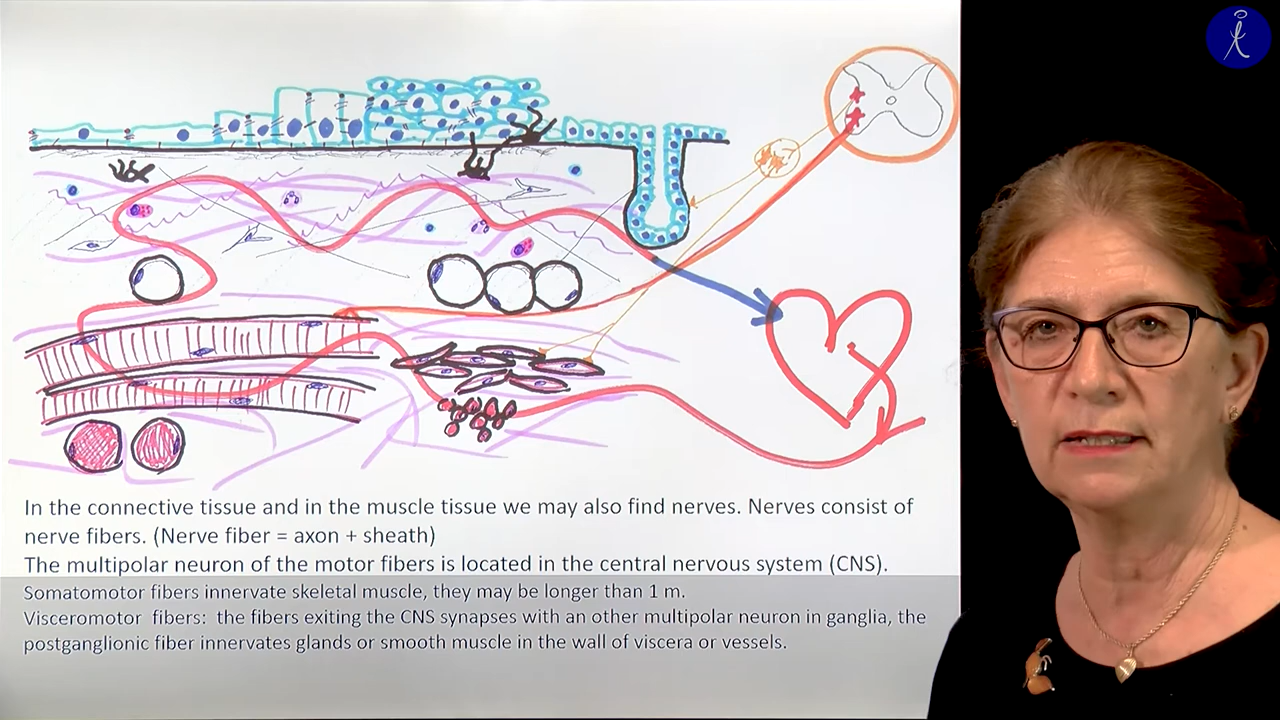 In the connective tissue and in the muscle tissue we may also find nerves. Nerves consist of
nerve fibers. (Nerve fiber = axon + sheath)
The multipolar neuron of the motor fibers is located in the central nervous system (CNS).
Somatomotor fibers innervate skeletal muscle, they may be longer than 1 m.
Visceromotor fibers: the fibers exiting the CNS synapses with an other multipolar neuron in ganglia, the
postganglionic fiber innervates glands or smooth muscle in the wall of viscera or vessels.